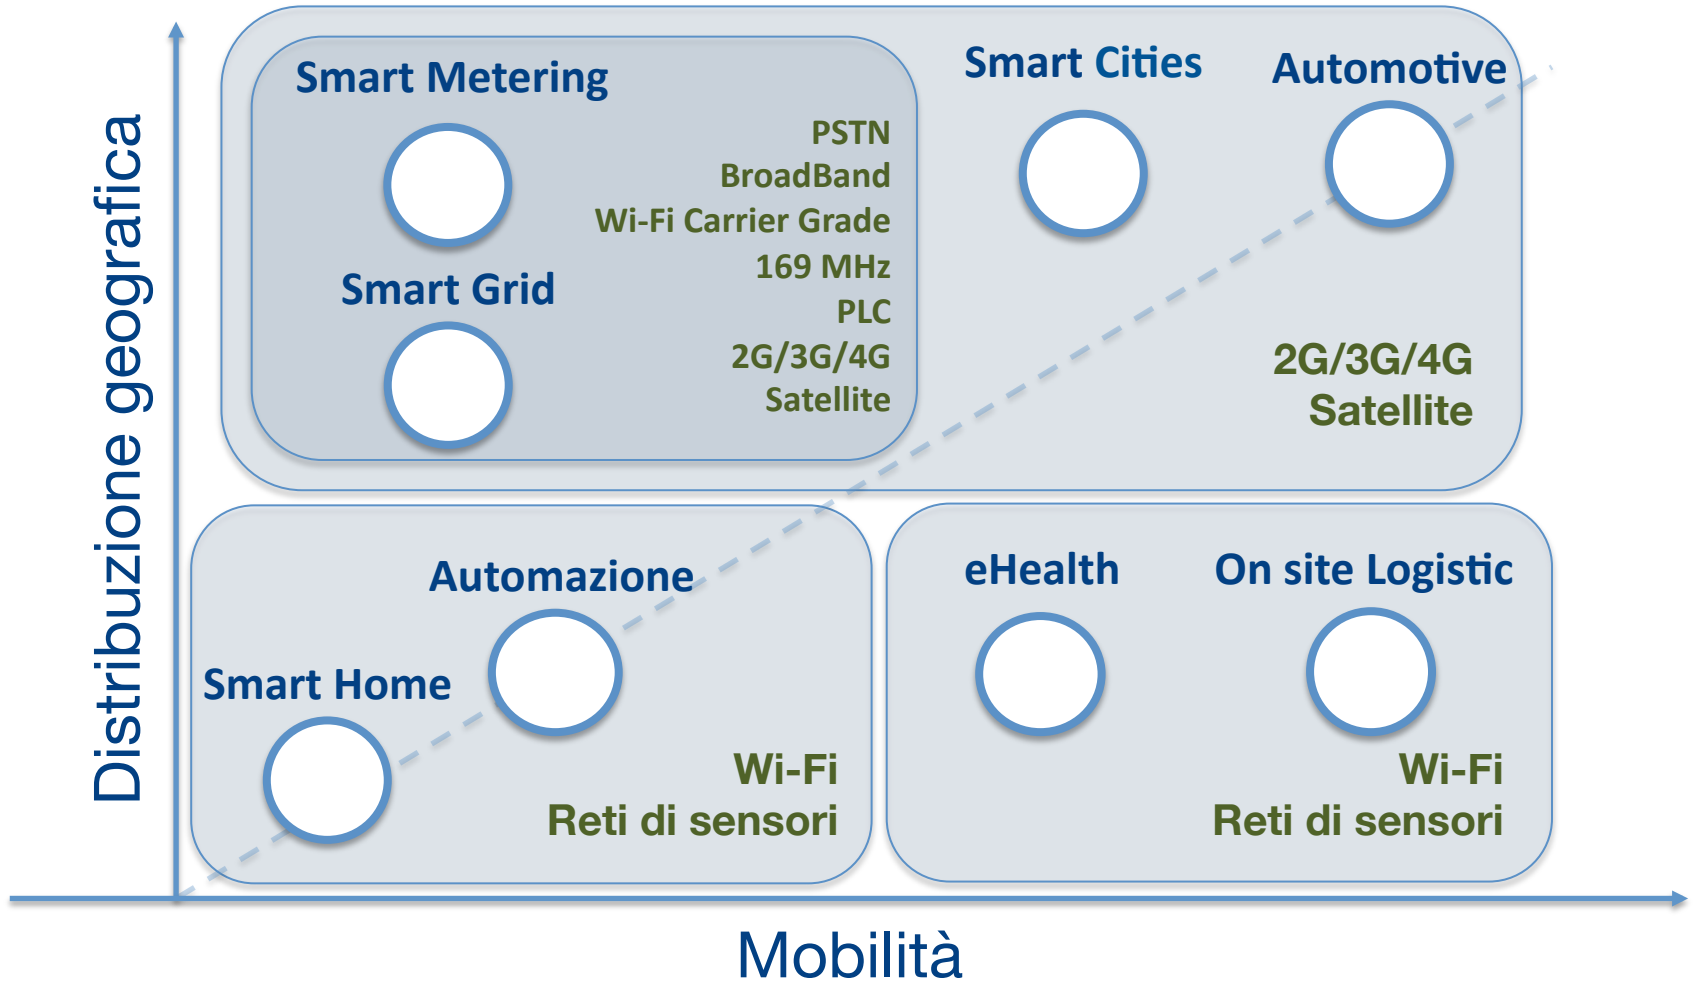 Distribuzione geografica
Smart Metering
Smart Grid
PSTN
BroadBand
Wi-Fi Carrier Grade
169 MHz
PLC
2G/3G/4G
Satellite
Smart Cities
Automotive
2G/3G/4G
Satellite
Automazione
Smart Home
Wi-Fi
Reti di sensori
eHealth
On site Logistic
Wi-Fi
Reti di sensori
Mobilità